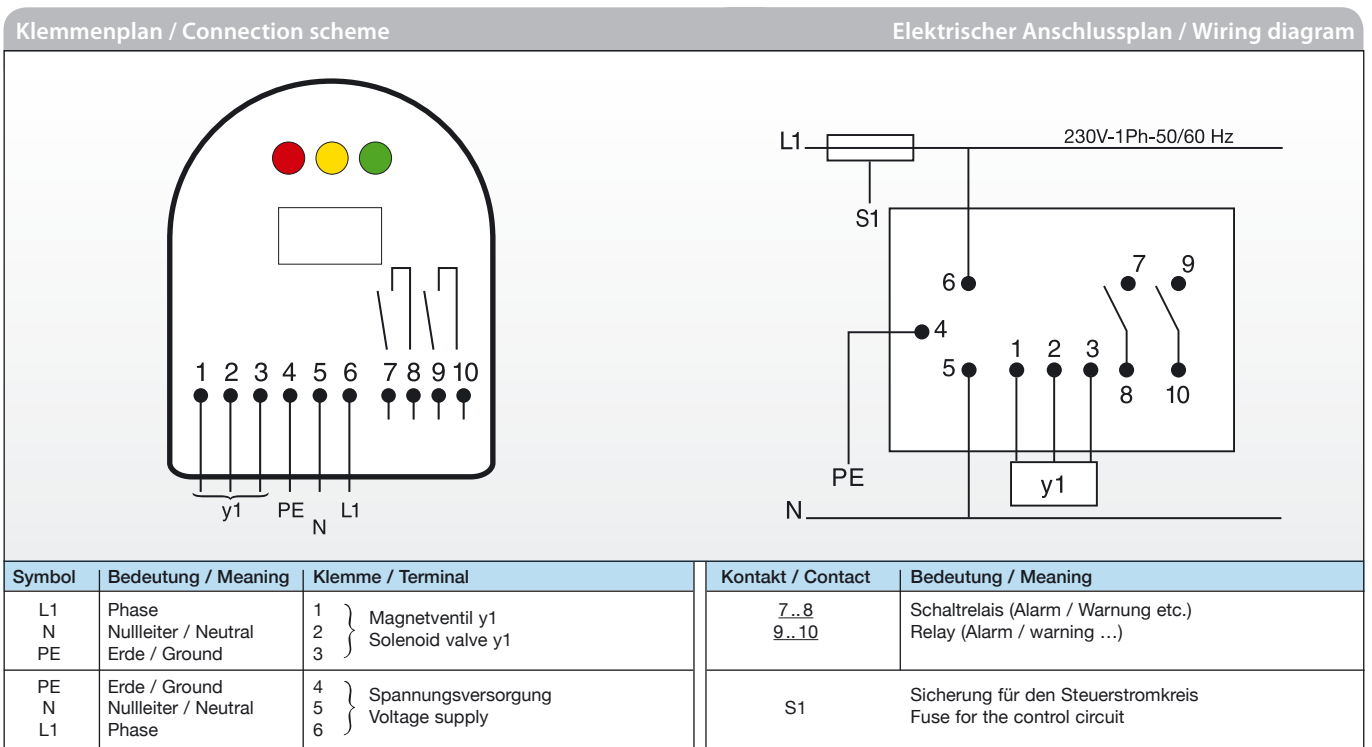 Klemmenplan / Connection scheme
Elektrischer Anschlussplan / Wiring diagram
1 2 3 4 5 6 7 8 9 10
y1 PE N L1
L1 230V-1Ph-50/60 Hz
S1
6 7 9
4
5 1 2 3 8 10
PE
y1
N
Symbol Bedeutung / Meaning Klemme / Terminal
L1 Phase 1
N Nullleiter / Neutral 2
PE Erde / Ground 3
Magnetventil y1
Solenoid valve y1
PE Erde / Ground 4
N Nullleiter / Neutral 5
L1 Phase 6
Spannungsversorgung
Voltage supply
Kontakt / Contact Bedeutung / Meaning
7..8 Schaltrelais (Alarm / Warnung etc.)
9..10 Relay (Alarm / warning …)
S1
Sicherung für den Steuerstromkreis
Fuse for the control circuit